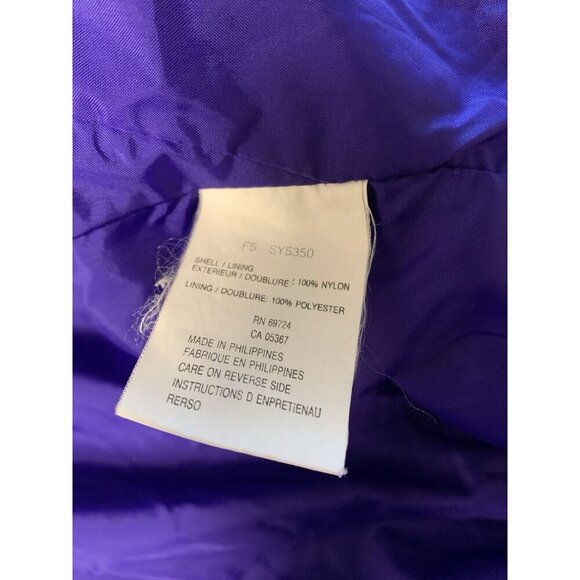 F5 SY5350
SHELL / LINING
EXTERIEUR / DOUBLURE : 100% NYLON
LINING / DOUBLURE: 100% POLYESTER
RN 69724
CA 05367
MADE IN PHILIPPINES
FABRIQUE EN PHILIPPINES
CARE ON REVERSE SIDE
INSTRUCTIONS D ENPRETIENAU
RERSO